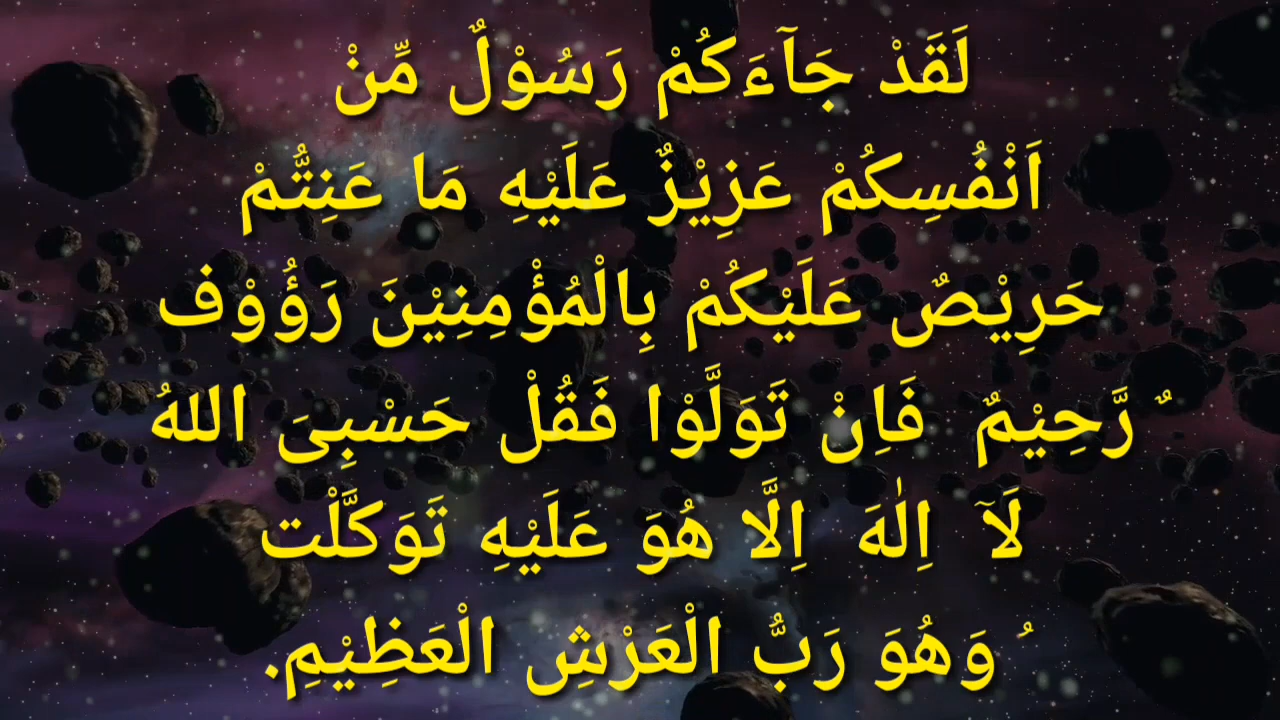 لَقَدْ جَآءَكُمْ رَسُوْلٌ مِّنْ
اَنْفُسِكُمْ عَزِيْزٌ عَلَيْهِ مَا عَنِتُّمْ
حَرِيْصٌ عَلَيْكُمْ بِالْمُؤْمِنِيْنَ رَؤُوْف
ٌ رَّحِيْمٌ فَاِنْ تَوَلَّوْا فَقُلْ حَسْبِىَ اللهُ
لَآ اِلٰهَ اِلَّا هُوَ عَلَيْهِ تَوَكَّلْت
ُ وَهُوَ رَبُّ الْعَرْشِ الْعَظِيْمِ.